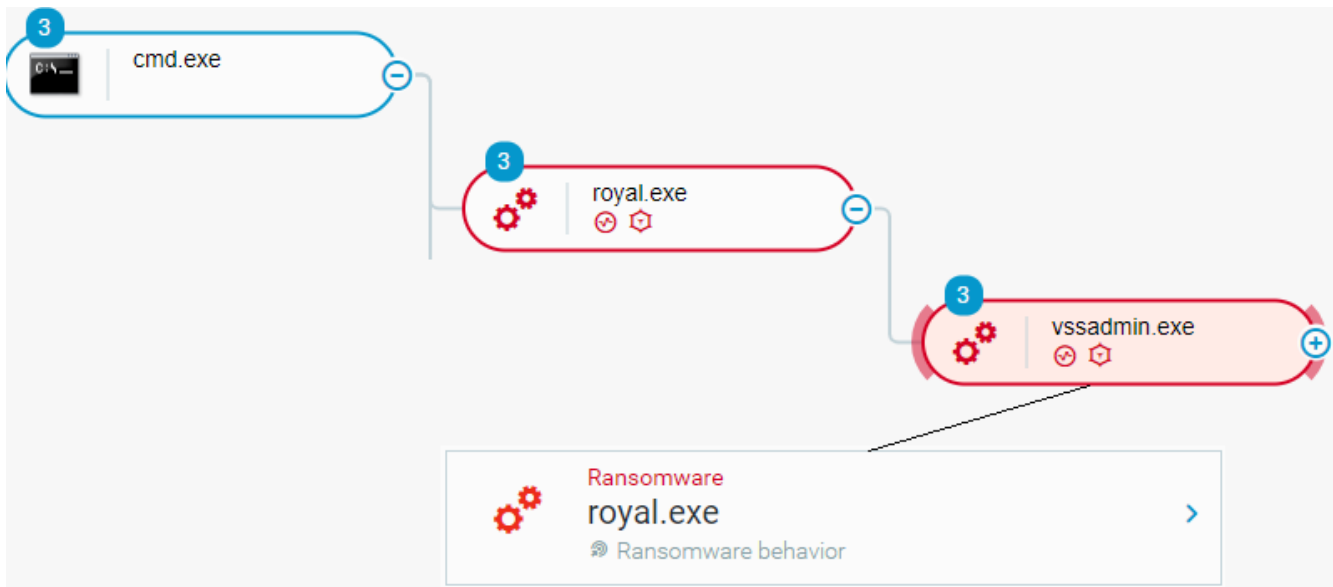 3
cmd.exe
C:\
3
royal.exe
3
vssadmin.exe
Ransomware
royal.exe
Ransomware behavior